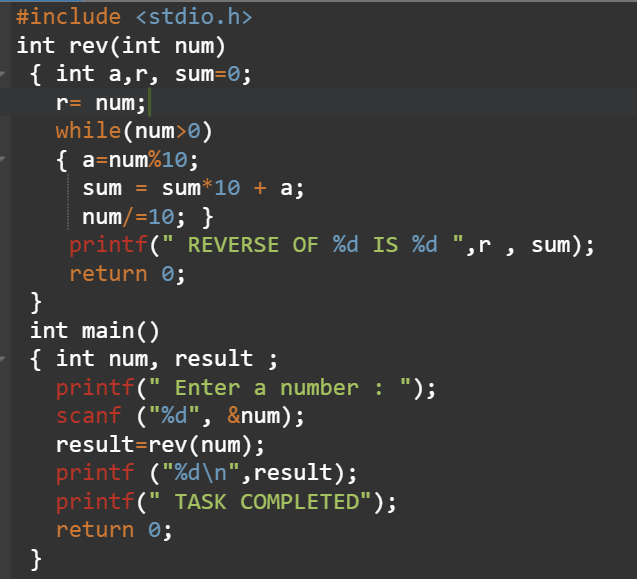 #include <stdio.h>
int rev(int num)
{ int a,r, sum=0;
r= num;
while(num>0)
{ a=num%10;
sum = sum*10 + a;
num/=10; }
printf(" REVERSE OF %d IS %d ",r , sum);
return 0;
}
int main()
{ int num, result ;
printf(" Enter a number : ");
scanf ("%d", &num);
result=rev(num);
printf ("%d\n",result);
printf(" TASK COMPLETED");
return 0;
}